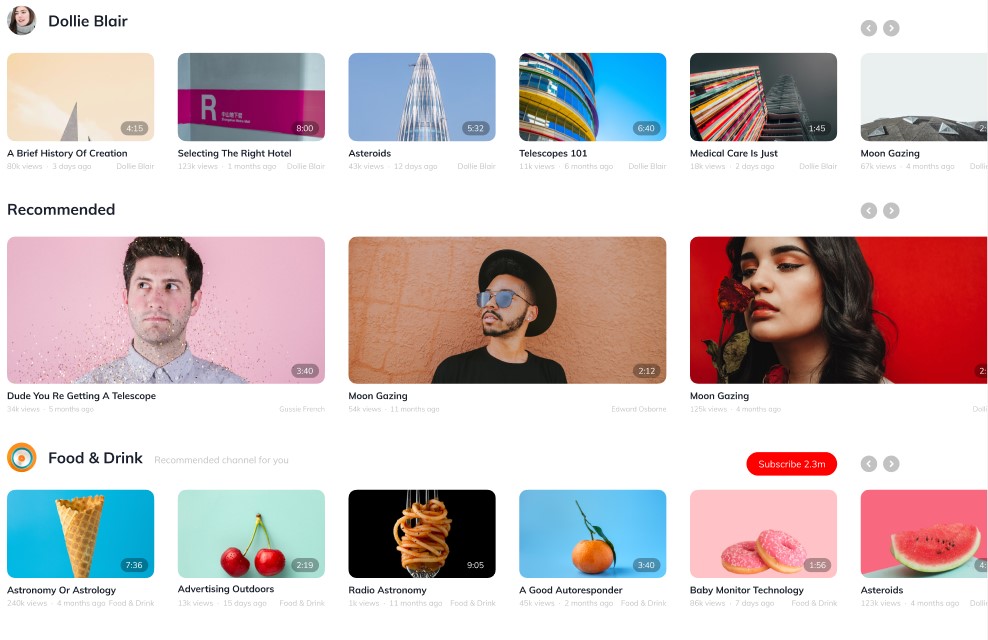 Dollie Blair
4:15
R
8:00
5:32
6:40
1:45
2:
A Brief History Of Creation
Selecting The Right Hotel
Asteroids
Telescopes 101
Medical Care Is Just
Moon Gazing
80k views · 3 days ago Dollie Blair
123k views · 1 months ago Dollie Blair
43k views · 12 days ago Dollie Blair
11k views · 6 months ago Dollie Blair
18k views · 2 days ago Dollie Blair
67k views · 4 months ago Dolli
Recommended
3:40
2:12
2:
Dude You Re Getting A Telescope
Moon Gazing
Moon Gazing
34k views · 5 months ago Gussie French
54k views · 11 months ago Edward Osborne
125k views · 4 months ago Dolli
Food & Drink Recommended channel for you
Subscribe 2.3m
7:36
2:19
9:05
3:40
1:56
4:
Astronomy Or Astrology
Advertising Outdoors
Radio Astronomy
A Good Autoresponder
Baby Monitor Technology
Asteroids
240k views · 4 months ago Food & Drink
13k views · 15 days ago Food & Drink
1k views · 11 months ago Food & Drink
45k views · 2 months ago Food & Drink
86k views · 7 days ago Food & Drink
123k views · 4 months ago Food &